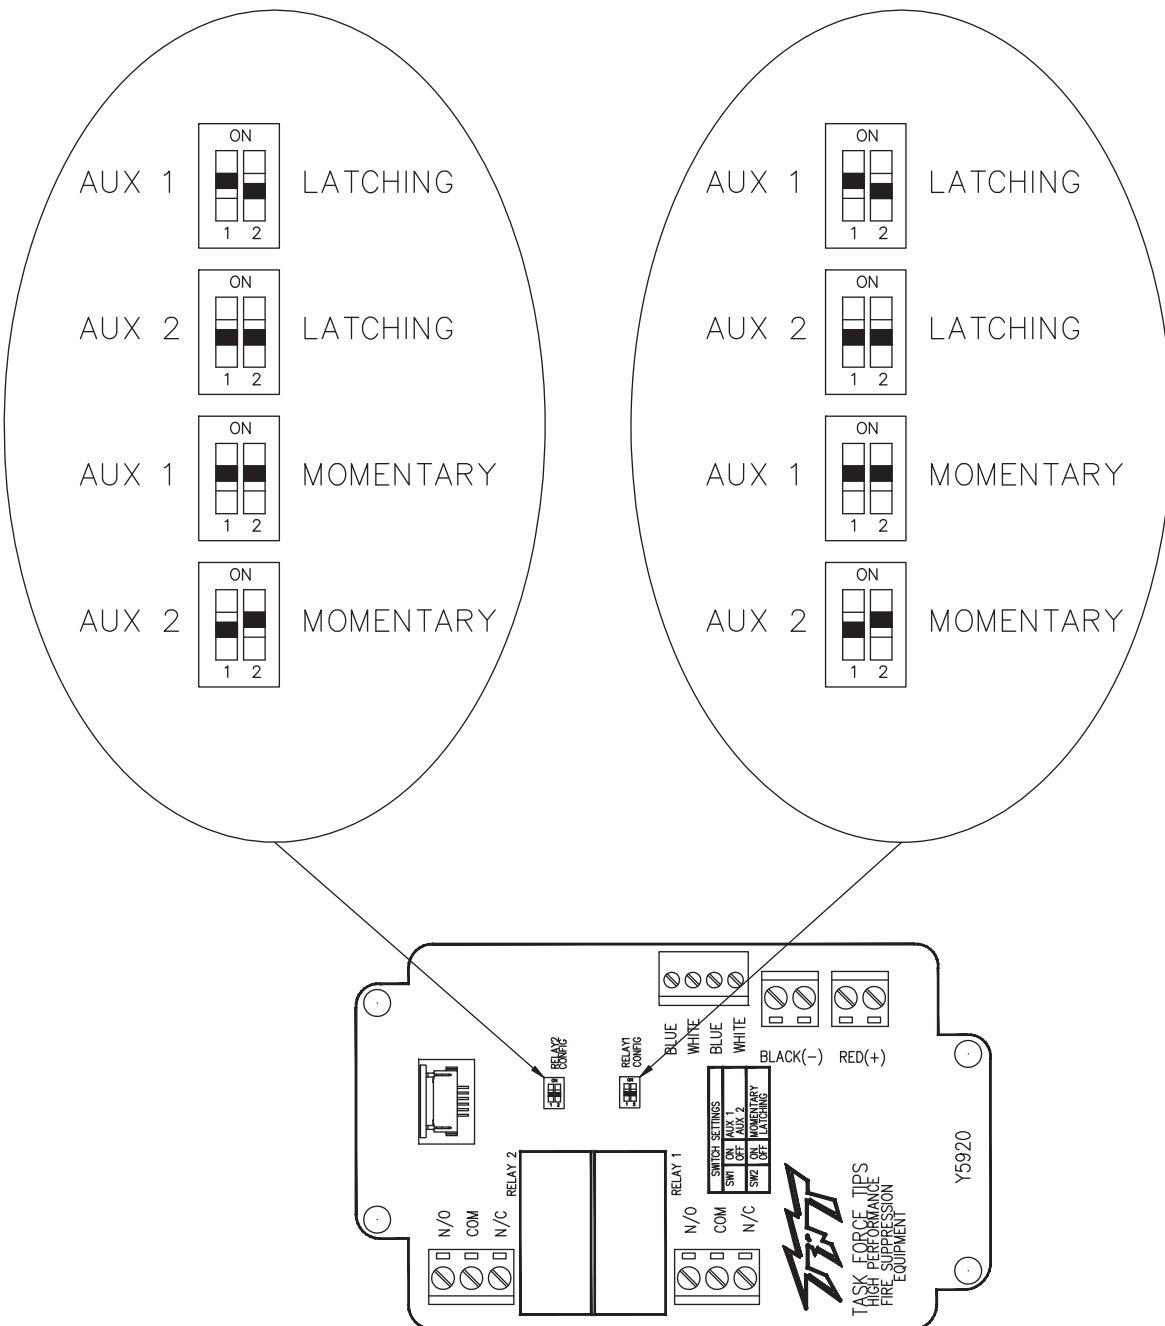 ON
AUX 1 LATCHING
1 2
ON
AUX 2 LATCHING
1 2
ON
AUX 1 MOMENTARY
1 2
ON
AUX 2 MOMENTARY
1 2
ON
AUX 1 LATCHING
1 2
ON
AUX 2 LATCHING
1 2
ON
AUX 1 MOMENTARY
1 2
ON
AUX 2 MOMENTARY
1 2
RELAY2
CONFIG
RELAY1
CONFIG
BLUE
WHITE
BLUE
WHITE
BLACK(-) RED(+)
SWITCH SETTINGS
SW1 ON AUX 1
OFF AUX 2
SW2 ON MOMENTARY
OFF LATCHING
RELAY 2
RELAY 1
N/O
COM
N/C
N/O
COM
N/C
TFT
TASK FORCE TIPS
HIGH PERFORMANCE
FIRE SUPPRESSION
EQUIPMENT
Y5920